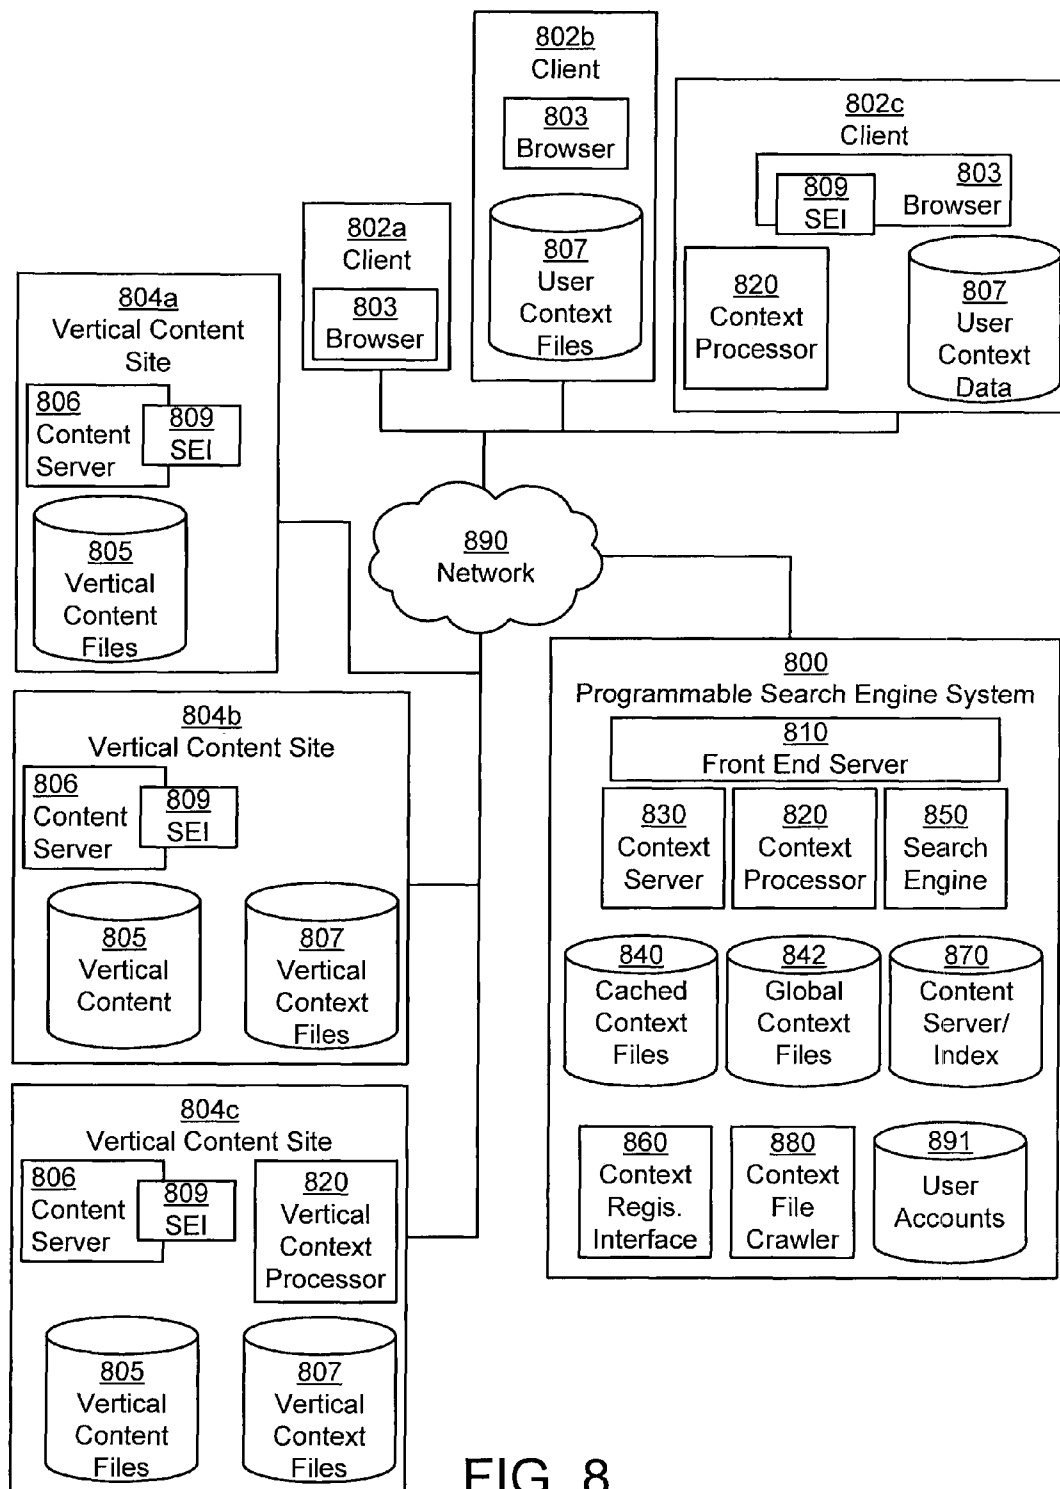 802b
Client
803
Browser
807
User
Context
Files
802c
Client
803
Browser
809
SEI
820
Context
Processor
807
User
Context
Data
802a
Client
803
Browser
804a
Vertical Content
Site
806
Content
Server
809
SEI
805
Vertical
Content
Files
890
Network
804b
Vertical Content Site
806
Content
Server
809
SEI
805
Vertical
Content
807
Vertical
Context
Files
804c
Vertical Content Site
806
Content
Server
809
SEI
820
Vertical
Context
Processor
805
Vertical
Content
Files
807
Vertical
Context
Files
800
Programmable Search Engine System
810
Front End Server
830
Context
Server
820
Context
Processor
850
Search
Engine
840
Cached
Context
Files
842
Global
Context
Files
870
Content
Server/
Index
860
Context
Regis.
Interface
880
Context
File
Crawler
891
User
Accounts
FIG. 8